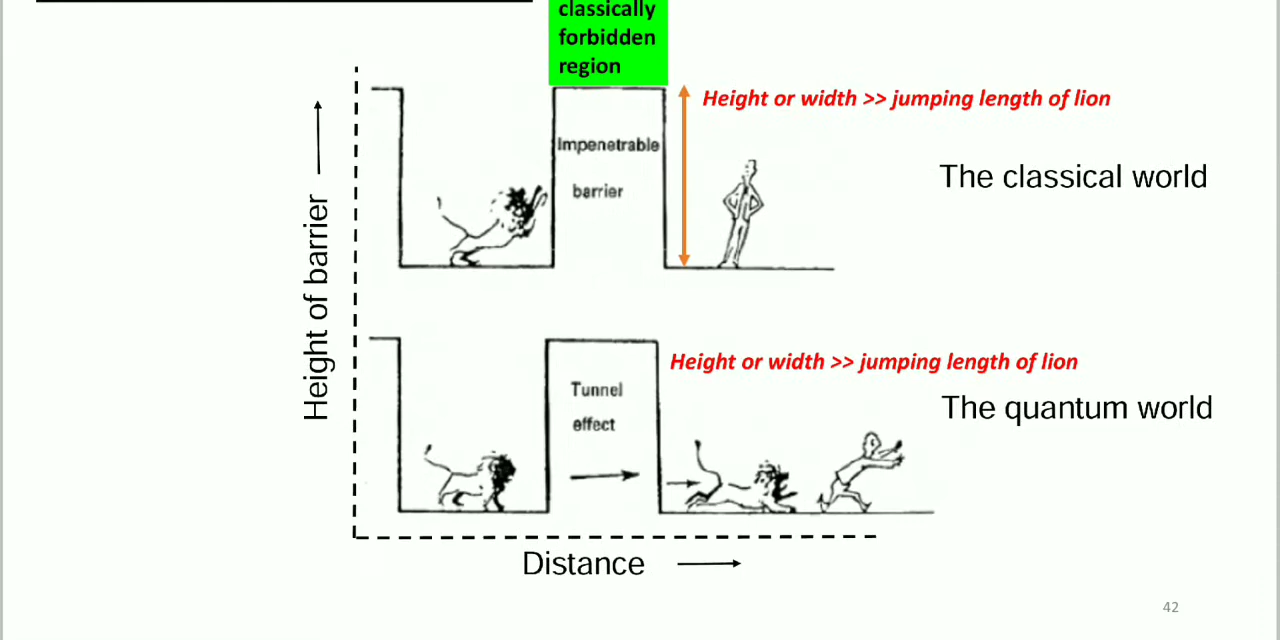 classically
forbidden
region
Height or width >> jumping length of lion
Impenetrable
barrier
The classical world
Height of barrier
Height or width >> jumping length of lion
Tunnel
effect
The quantum world
Distance
42